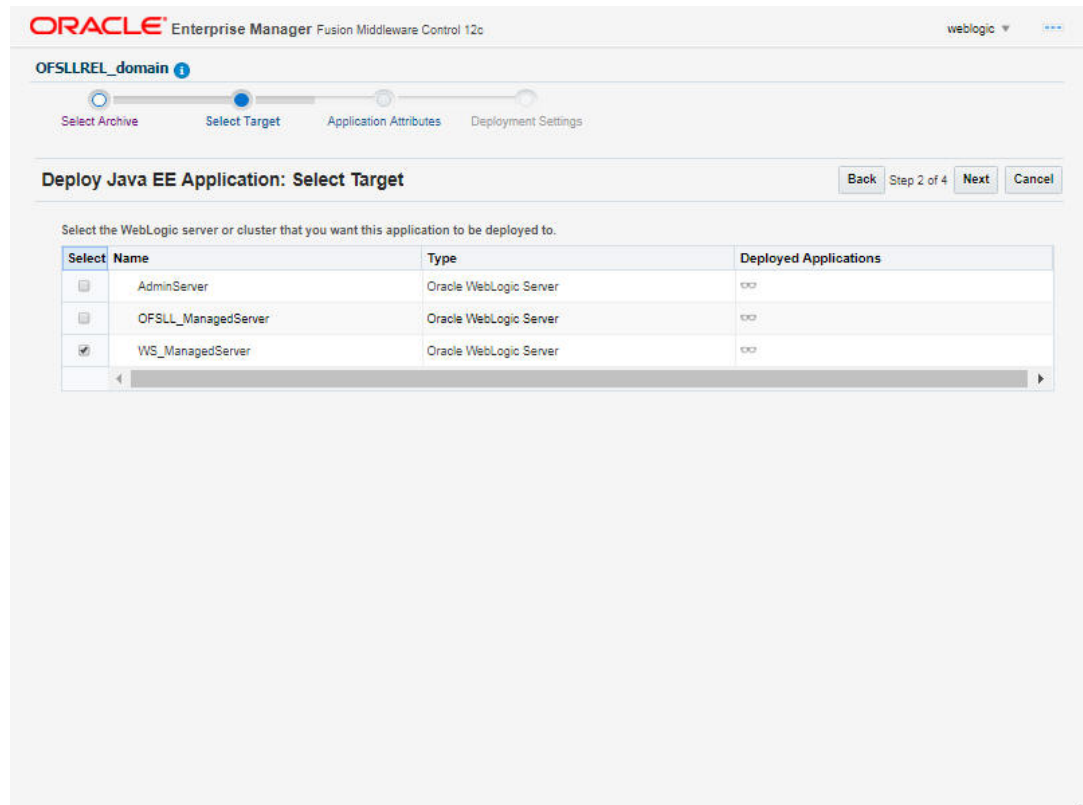 ORACLE Enterprise Manager Fusion Middleware Control 12c weblogic
OFSLLREL_domain
Select Archive Select Target Application Attributes Deployment Settings
Deploy Java EE Application: Select Target Back Step 2 of 4 Next Cancel
Select the WebLogic server or cluster that you want this application to be deployed to.
Select Name Type Deployed Applications
AdminServer Oracle WebLogic Server
OFSLL_ManagedServer Oracle WebLogic Server
WS_ManagedServer Oracle WebLogic Server